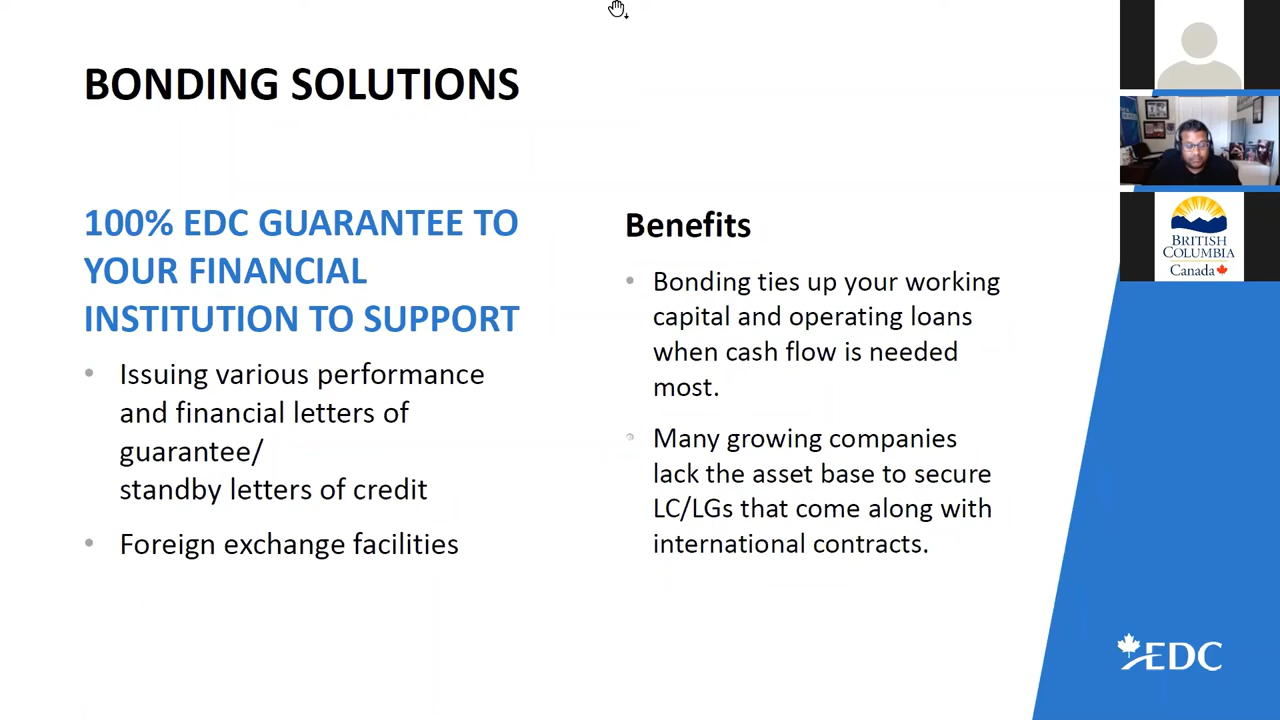 BONDING SOLUTIONS
100% EDC GUARANTEE TO
YOUR FINANCIAL
INSTITUTION TO SUPPORT
• Issuing various performance
and financial letters of
guarantee/
standby letters of credit
• Foreign exchange facilities
Benefits
• Bonding ties up your working
capital and operating loans
when cash flow is needed
most.
• Many growing companies
lack the asset base to secure
LC/LGs that come along with
international contracts.
BRITISH
COLUMBIA
Canada
EDC